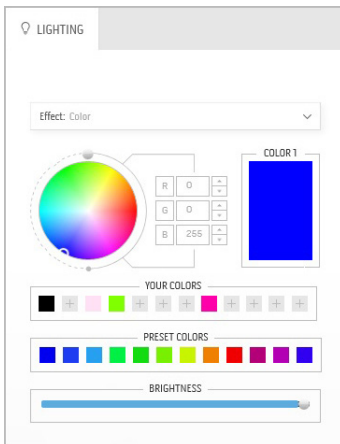 LIGHTING
Effect: Color
COLOR 1
R 0
G 0
B 255
YOUR COLORS
PRESET COLORS
BRIGHTNESS